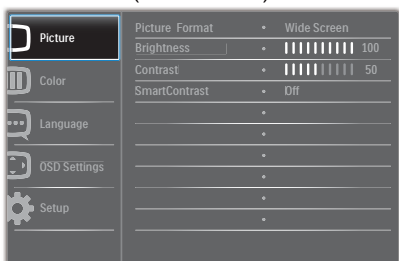 Picture
Color
Language
OSD Settings
Setup
Picture Format • Wide Screen
Brightness • 100
Contrast • 50
SmartContrast • Off
•
•
•
•
•
•